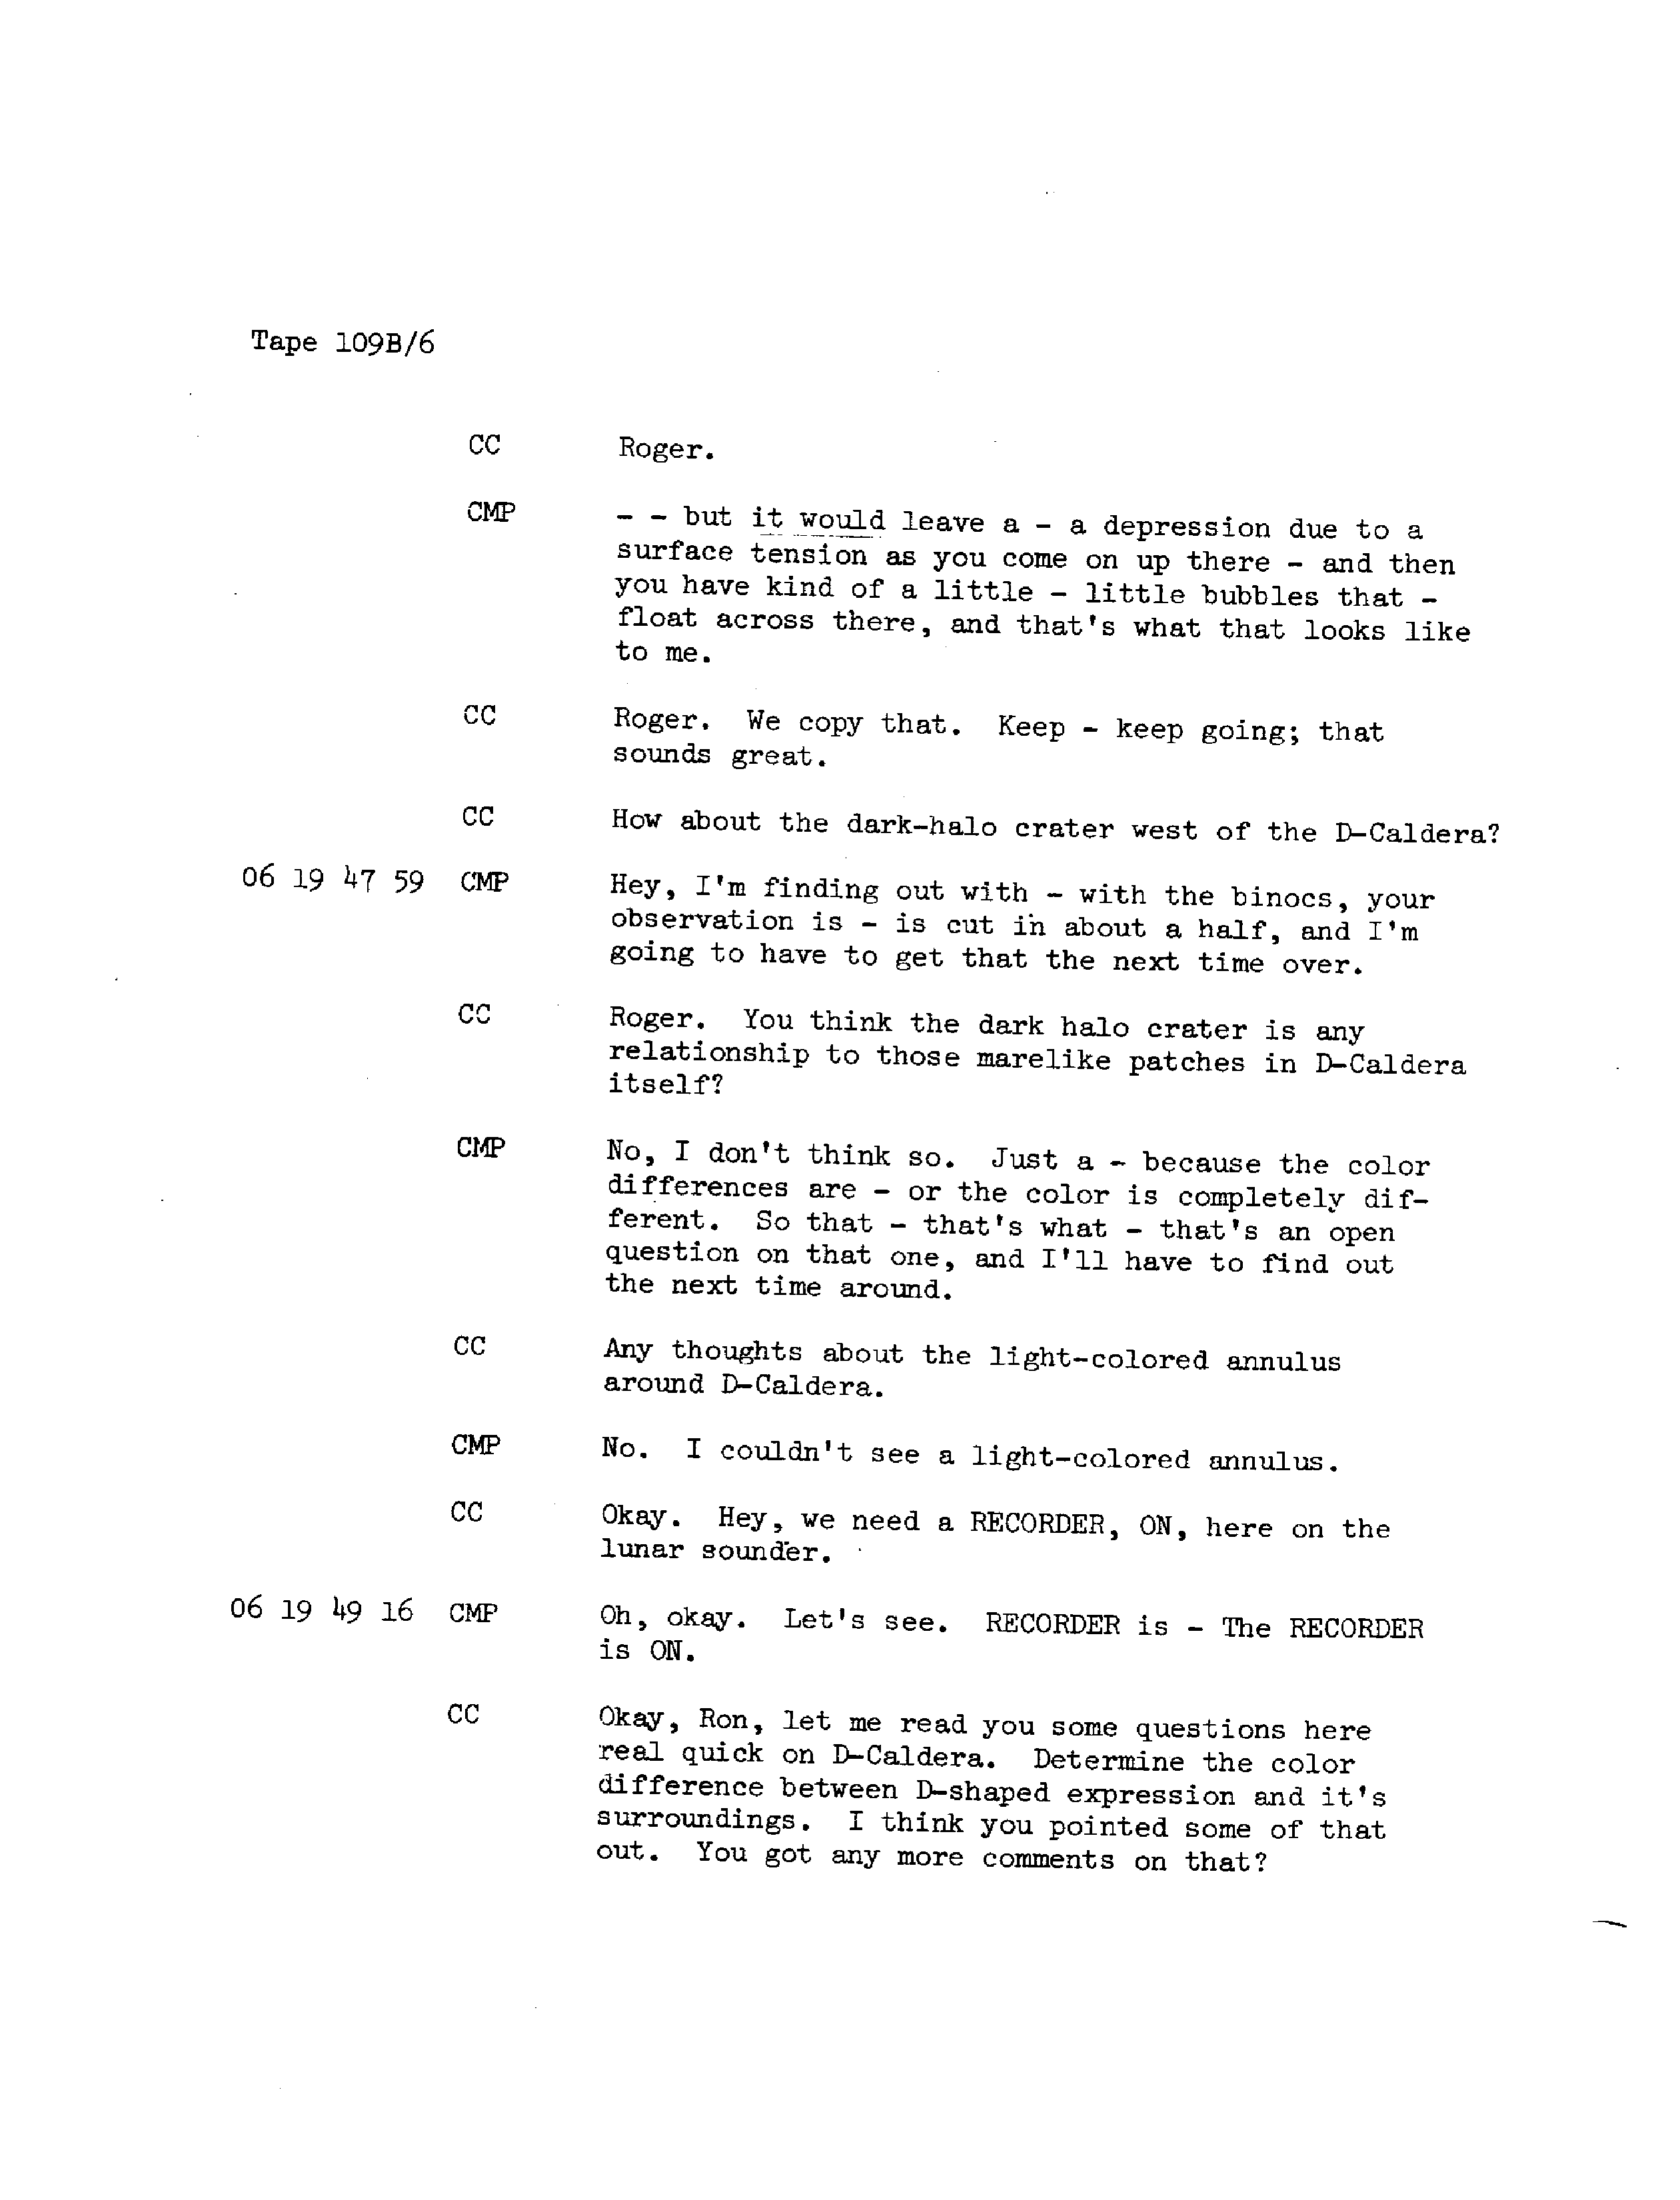 Tape 109B/6
CC Roger.
CMP - - but it would leave a - a depression due to a
surface tension as you come on up there - and then
you have kind of a little - little bubbles that -
float across there, and that's what that looks like
to me.
CC Roger. We copy that. Keep - keep going; that
sounds great.
CC How about the dark-halo crater west of the D-Caldera?
06 19 47 59 CMP Hey, I'm finding out with - with the binocs, your
observation is - is cut in about a half, and I'm
going to have to get that the next time over.
CC Roger. You think the dark halo crater is any
relationship to those marelike patches in D-Caldera
itself?
CMP No, I don't think so. Just a - because the color
differences are - or the color is completely dif-
ferent. So that - that's what - that's an open
question on that one, and I'll have to find out
the next time around.
CC Any thoughts about the light-colored annulus
around D-Caldera.
CMP No. I couldn't see a light-colored annulus.
CC Okay. Hey, we need a RECORDER, ON, here on the
lunar sounder.
06 19 49 16 CMP Oh, okay. Let's see. RECORDER is - The RECORDER
is ON.
CC Okay, Ron, let me read you some questions here
real quick on D-Caldera. Determine the color
difference between D-shaped expression and it's
surroundings. I think you pointed some of that
out. You got any more comments on that?